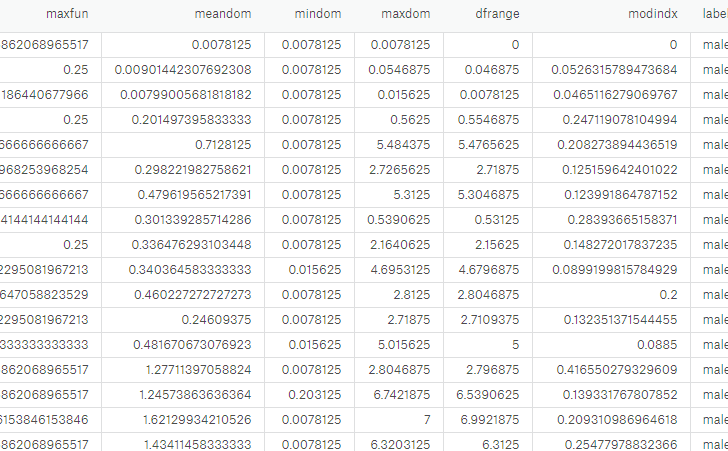 maxfun meandom mindom maxdom dfrange modindx label
862068965517 0.0078125 0.0078125 0.0078125 0 0 male
0.25 0.00901442307692308 0.0078125 0.0546875 0.046875 0.0526315789473684 male
186440677966 0.00799005681818182 0.0078125 0.015625 0.0078125 0.0465116279069767 male
0.25 0.201497395833333 0.0078125 0.5625 0.5546875 0.247119078104994 male
666666666667 0.7128125 0.0078125 5.484375 5.4765625 0.208273894436519 male
968253968254 0.298221982758621 0.0078125 2.7265625 2.71875 0.125159642401022 male
666666666667 0.479619565217391 0.0078125 5.3125 5.3046875 0.123991864787152 male
4144144144144 0.301339285714286 0.0078125 0.5390625 0.53125 0.28393665158371 male
0.25 0.336476293103448 0.0078125 2.1640625 2.15625 0.148272017837235 male
2295081967213 0.340364583333333 0.015625 4.6953125 4.6796875 0.0899199815784929 male
647058823529 0.460227272727273 0.0078125 2.8125 2.8046875 0.2 male
2295081967213 0.24609375 0.0078125 2.71875 2.7109375 0.132351371544455 male
333333333333 0.481670673076923 0.015625 5.015625 5 0.0885 male
862068965517 1.27711397058824 0.0078125 2.8046875 2.796875 0.416550279329609 male
862068965517 1.24573863636364 0.203125 6.7421875 6.5390625 0.139331767807852 male
6153846153846 1.62129934210526 0.0078125 7 6.9921875 0.209310986964618 male
862068965517 1.43411458333333 0.0078125 6.3203125 6.3125 0.25477978832366 male